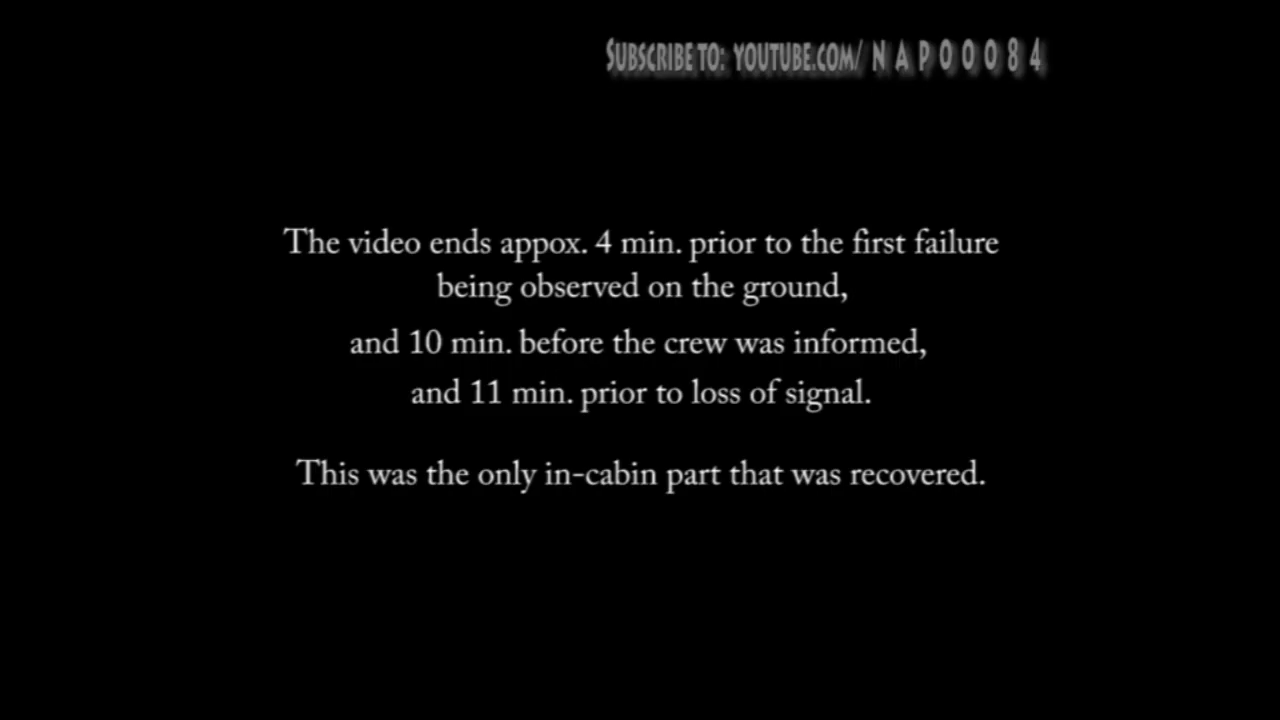 SUBSCRIBE TO: YOUTUBE.COM/ N A P 0 0 0 8 4
The video ends appox. 4 min. prior to the first failure
being observed on the ground,
and 10 min. before the crew was informed,
and 11 min. prior to loss of signal.
This was the only in-cabin part that was recovered.